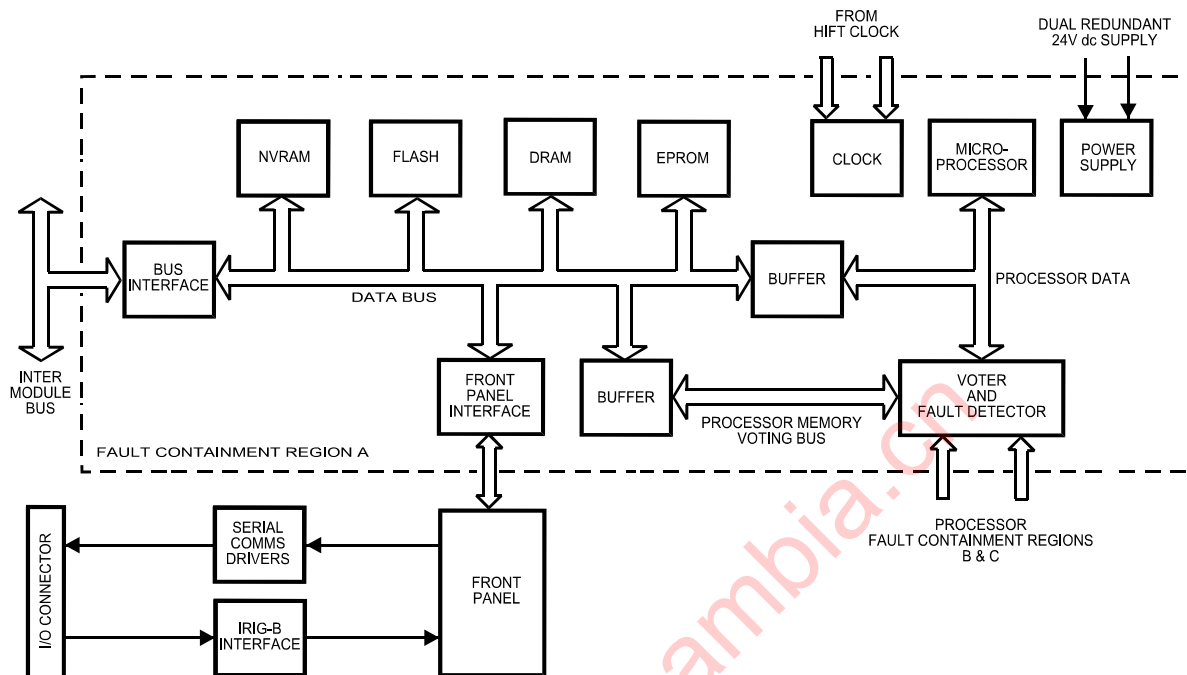 FROM
HIFT CLOCK
DUAL REDUNDANT
24V dc SUPPLY
NVRAM
FLASH
DRAM
EPROM
CLOCK
MICRO-
PROCESSOR
POWER
SUPPLY
BUS
INTERFACE
DATA BUS
BUFFER
PROCESSOR DATA
INTER
MODULE
BUS
FRONT
PANEL
INTERFACE
BUFFER
PROCESSOR MEMORY
VOTING BUS
VOTER
AND
FAULT DETECTOR
FAULT CONTAINMENT REGION A
I/O CONNECTOR
SERIAL
COMMS
DRIVERS
IRIG-B
INTERFACE
FRONT
PANEL
PROCESSOR
FAULT CONTAINMENT REGIONS
B & C
ambia.cn